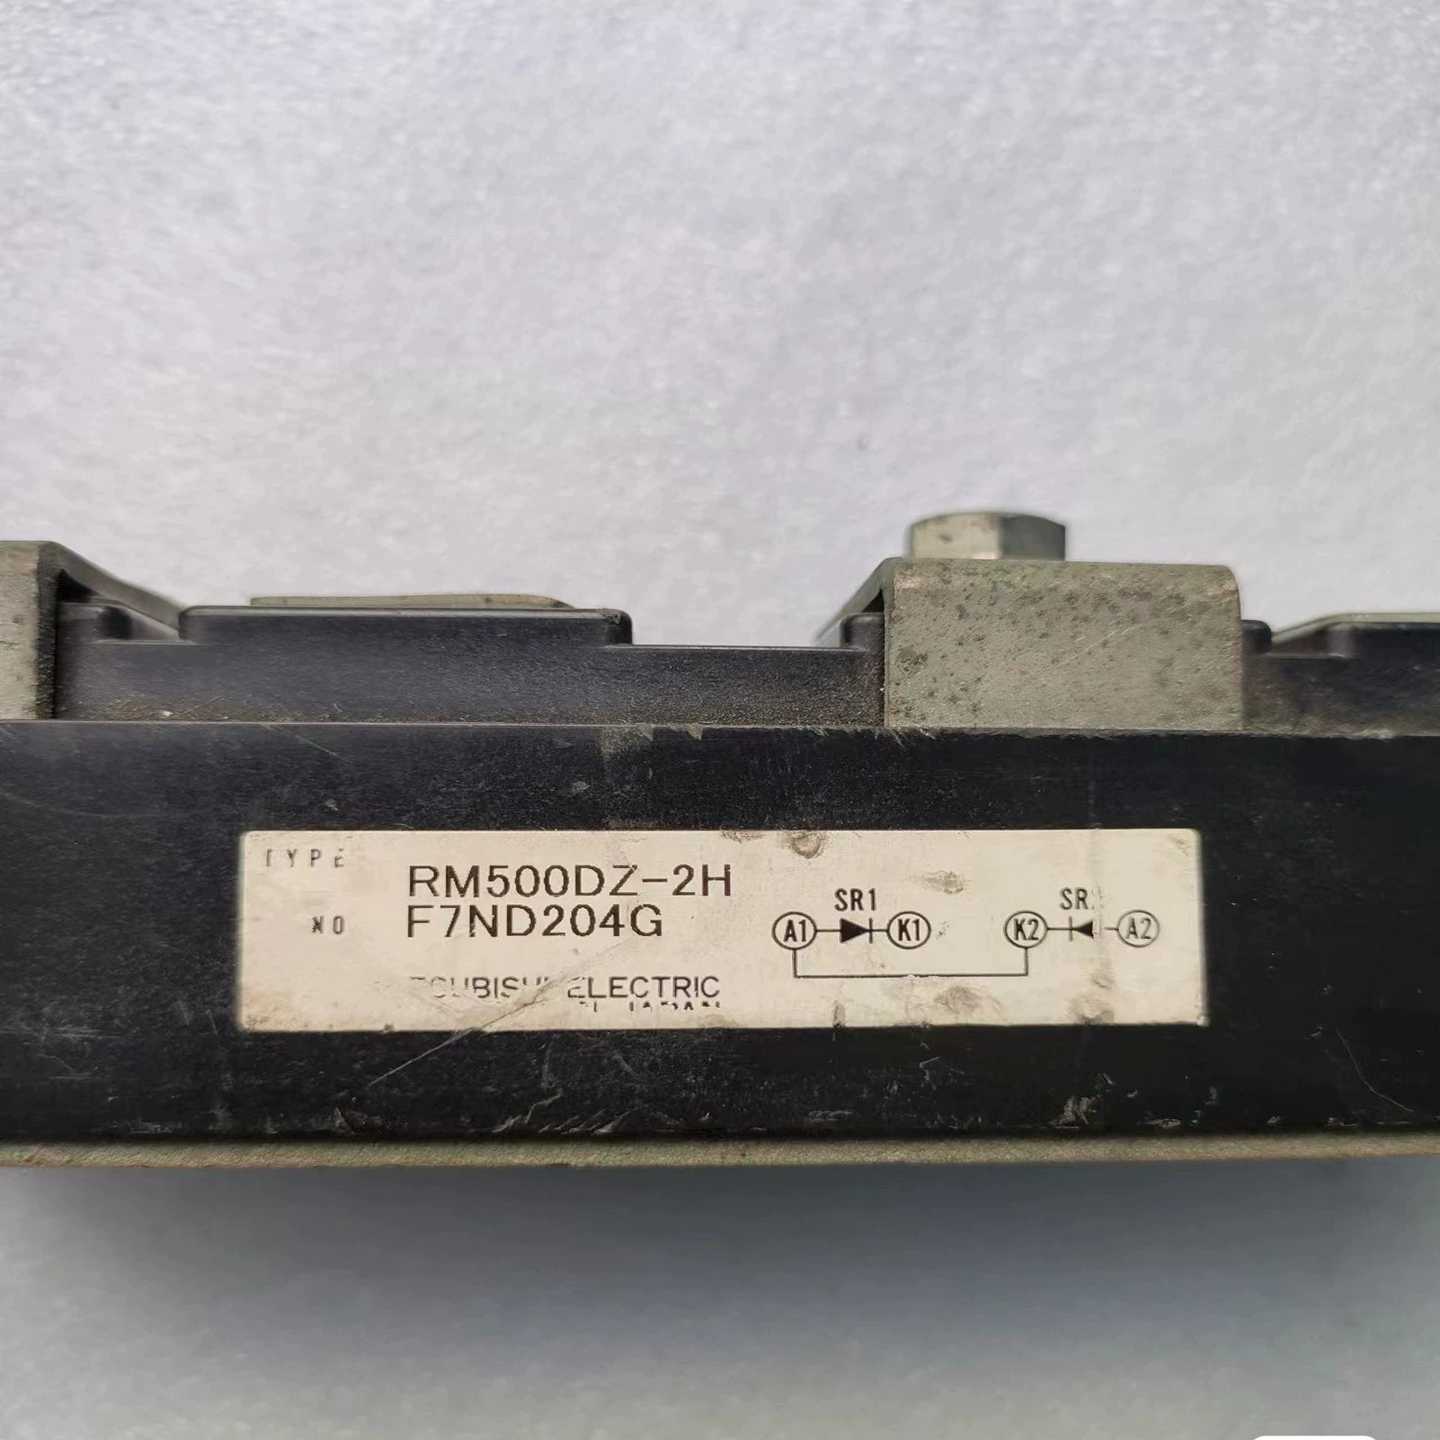 TYPE RM500DZ-2H
NO F7ND204G
SR1
A1 K1
K2 A2
ELECTRIC